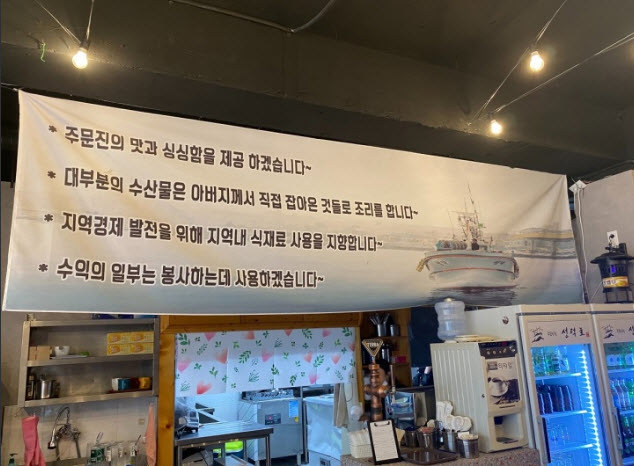 * 주문진의 맛과 싱싱함을 제공 하겠습니다~
* 대부분의 수산물은 아버지께서 직접 잡아온 것들로 조리를 합니다~
* 지역경제 발전을 위해 지역내 식재료 사용을 지향합니다~
* 수익의 일부는 봉사하는데 사용하겠습니다~